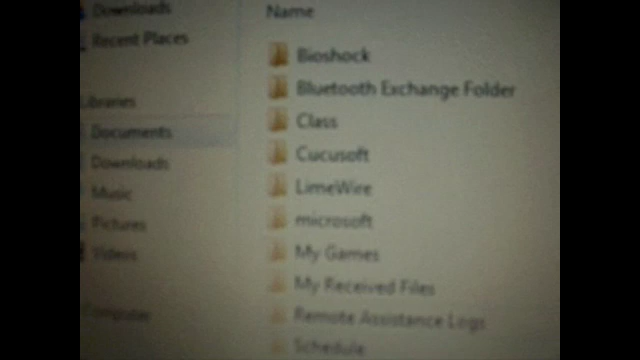 Downloads
Recent Places
Libraries
Documents
Downloads
Music
Pictures
Videos
Computer
Name
Bioshock
Bluetooth Exchange Folder
Class
Cucusoft
LimeWire
microsoft
My Games
My Received Files
Remote Assistance Logs
Schedule